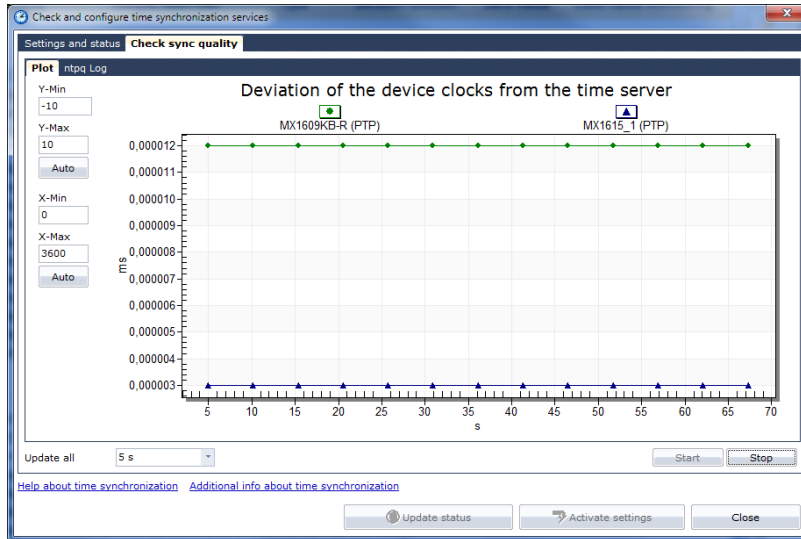 Check and configure time synchronization services
Settings and status Check sync quality
Plot ntpq Log
Y-Min
-10
Y-Max
10
Auto
X-Min
0
X-Max
3600
Auto
Deviation of the device clocks from the time server
MX1609KB-R (PTP) MX1615_1 (PTP)
0,000012
0,000011
0,000010
0,000009
0,000008
0,000007
0,000006
0,000005
0,000004
0,000003
ms
5 10 15 20 25 30 35 40 45 50 55 60 65 70
s
Update all 5 s Start Stop
Help about time synchronization Additional info about time synchronization
Update status Activate settings Close